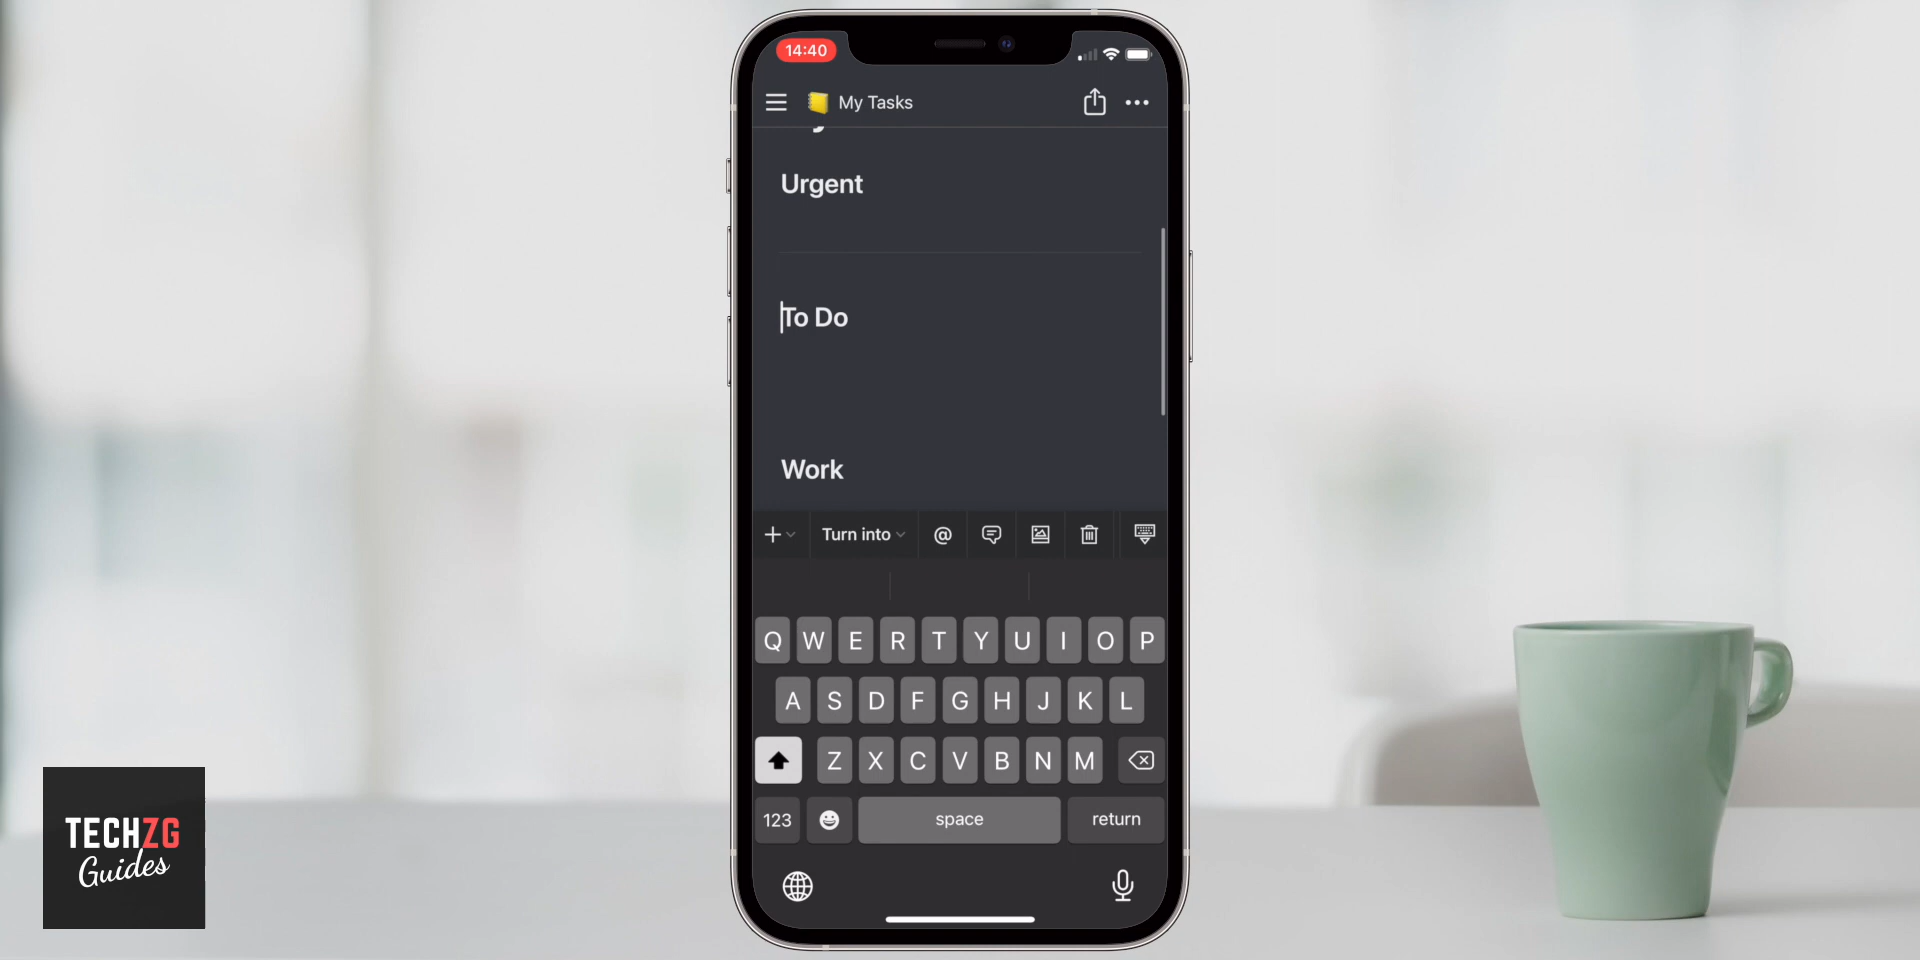 14:40
My Tasks
Urgent
To Do
Work
Turn into
@
Q W E R T Y U I O P
A S D F G H J K L
Z X C V B N M
123 space return
TECHZG
Guides